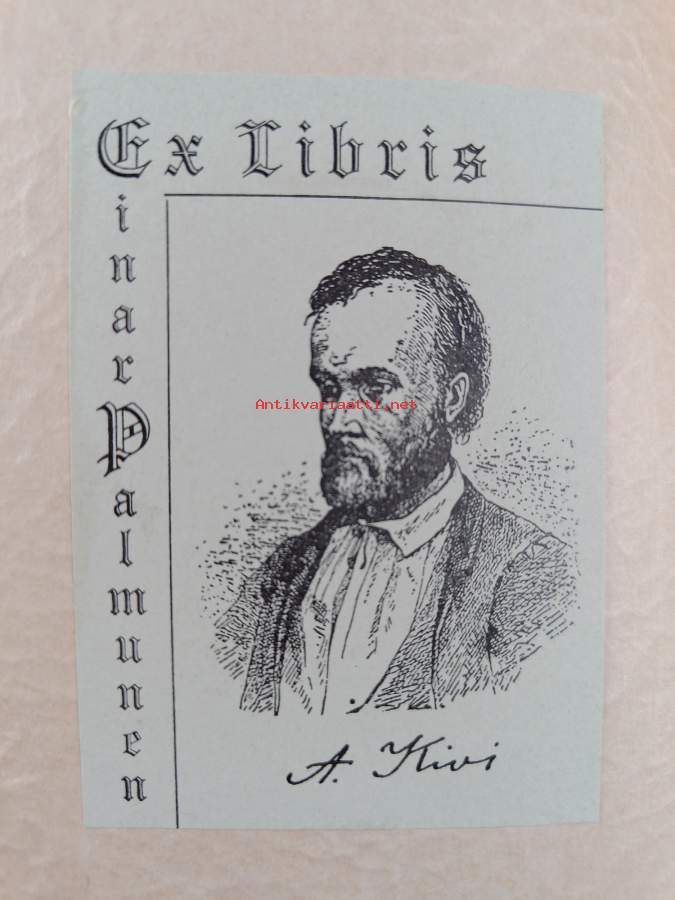 Ex Libris
Einar Palmunen
Antikvariaatti.net
A. Kivi